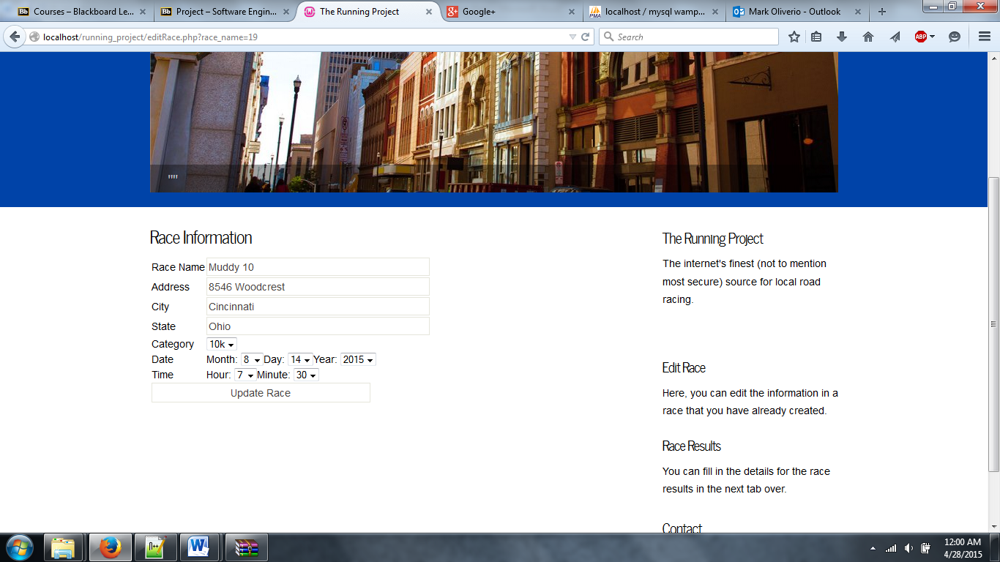 Courses – Blackboard Le...
Project – Software Engin...
The Running Project
Google+
localhost / mysql wamp...
Mark Oliverio - Outlook
localhost/running_project/editRace.php?race_name=19
Search
ABP
""
Race Information
Race Name Muddy 10
Address 8546 Woodcrest
City Cincinnati
State Ohio
Category 10k
Date Month: 8 Day: 14 Year: 2015
Time Hour: 7 Minute: 30
Update Race
The Running Project
The internet's finest (not to mention
most secure) source for local road
racing.
Edit Race
Here, you can edit the information in a
race that you have already created.
Race Results
You can fill in the details for the race
results in the next tab over.
Contact
12:00 AM
4/28/2015